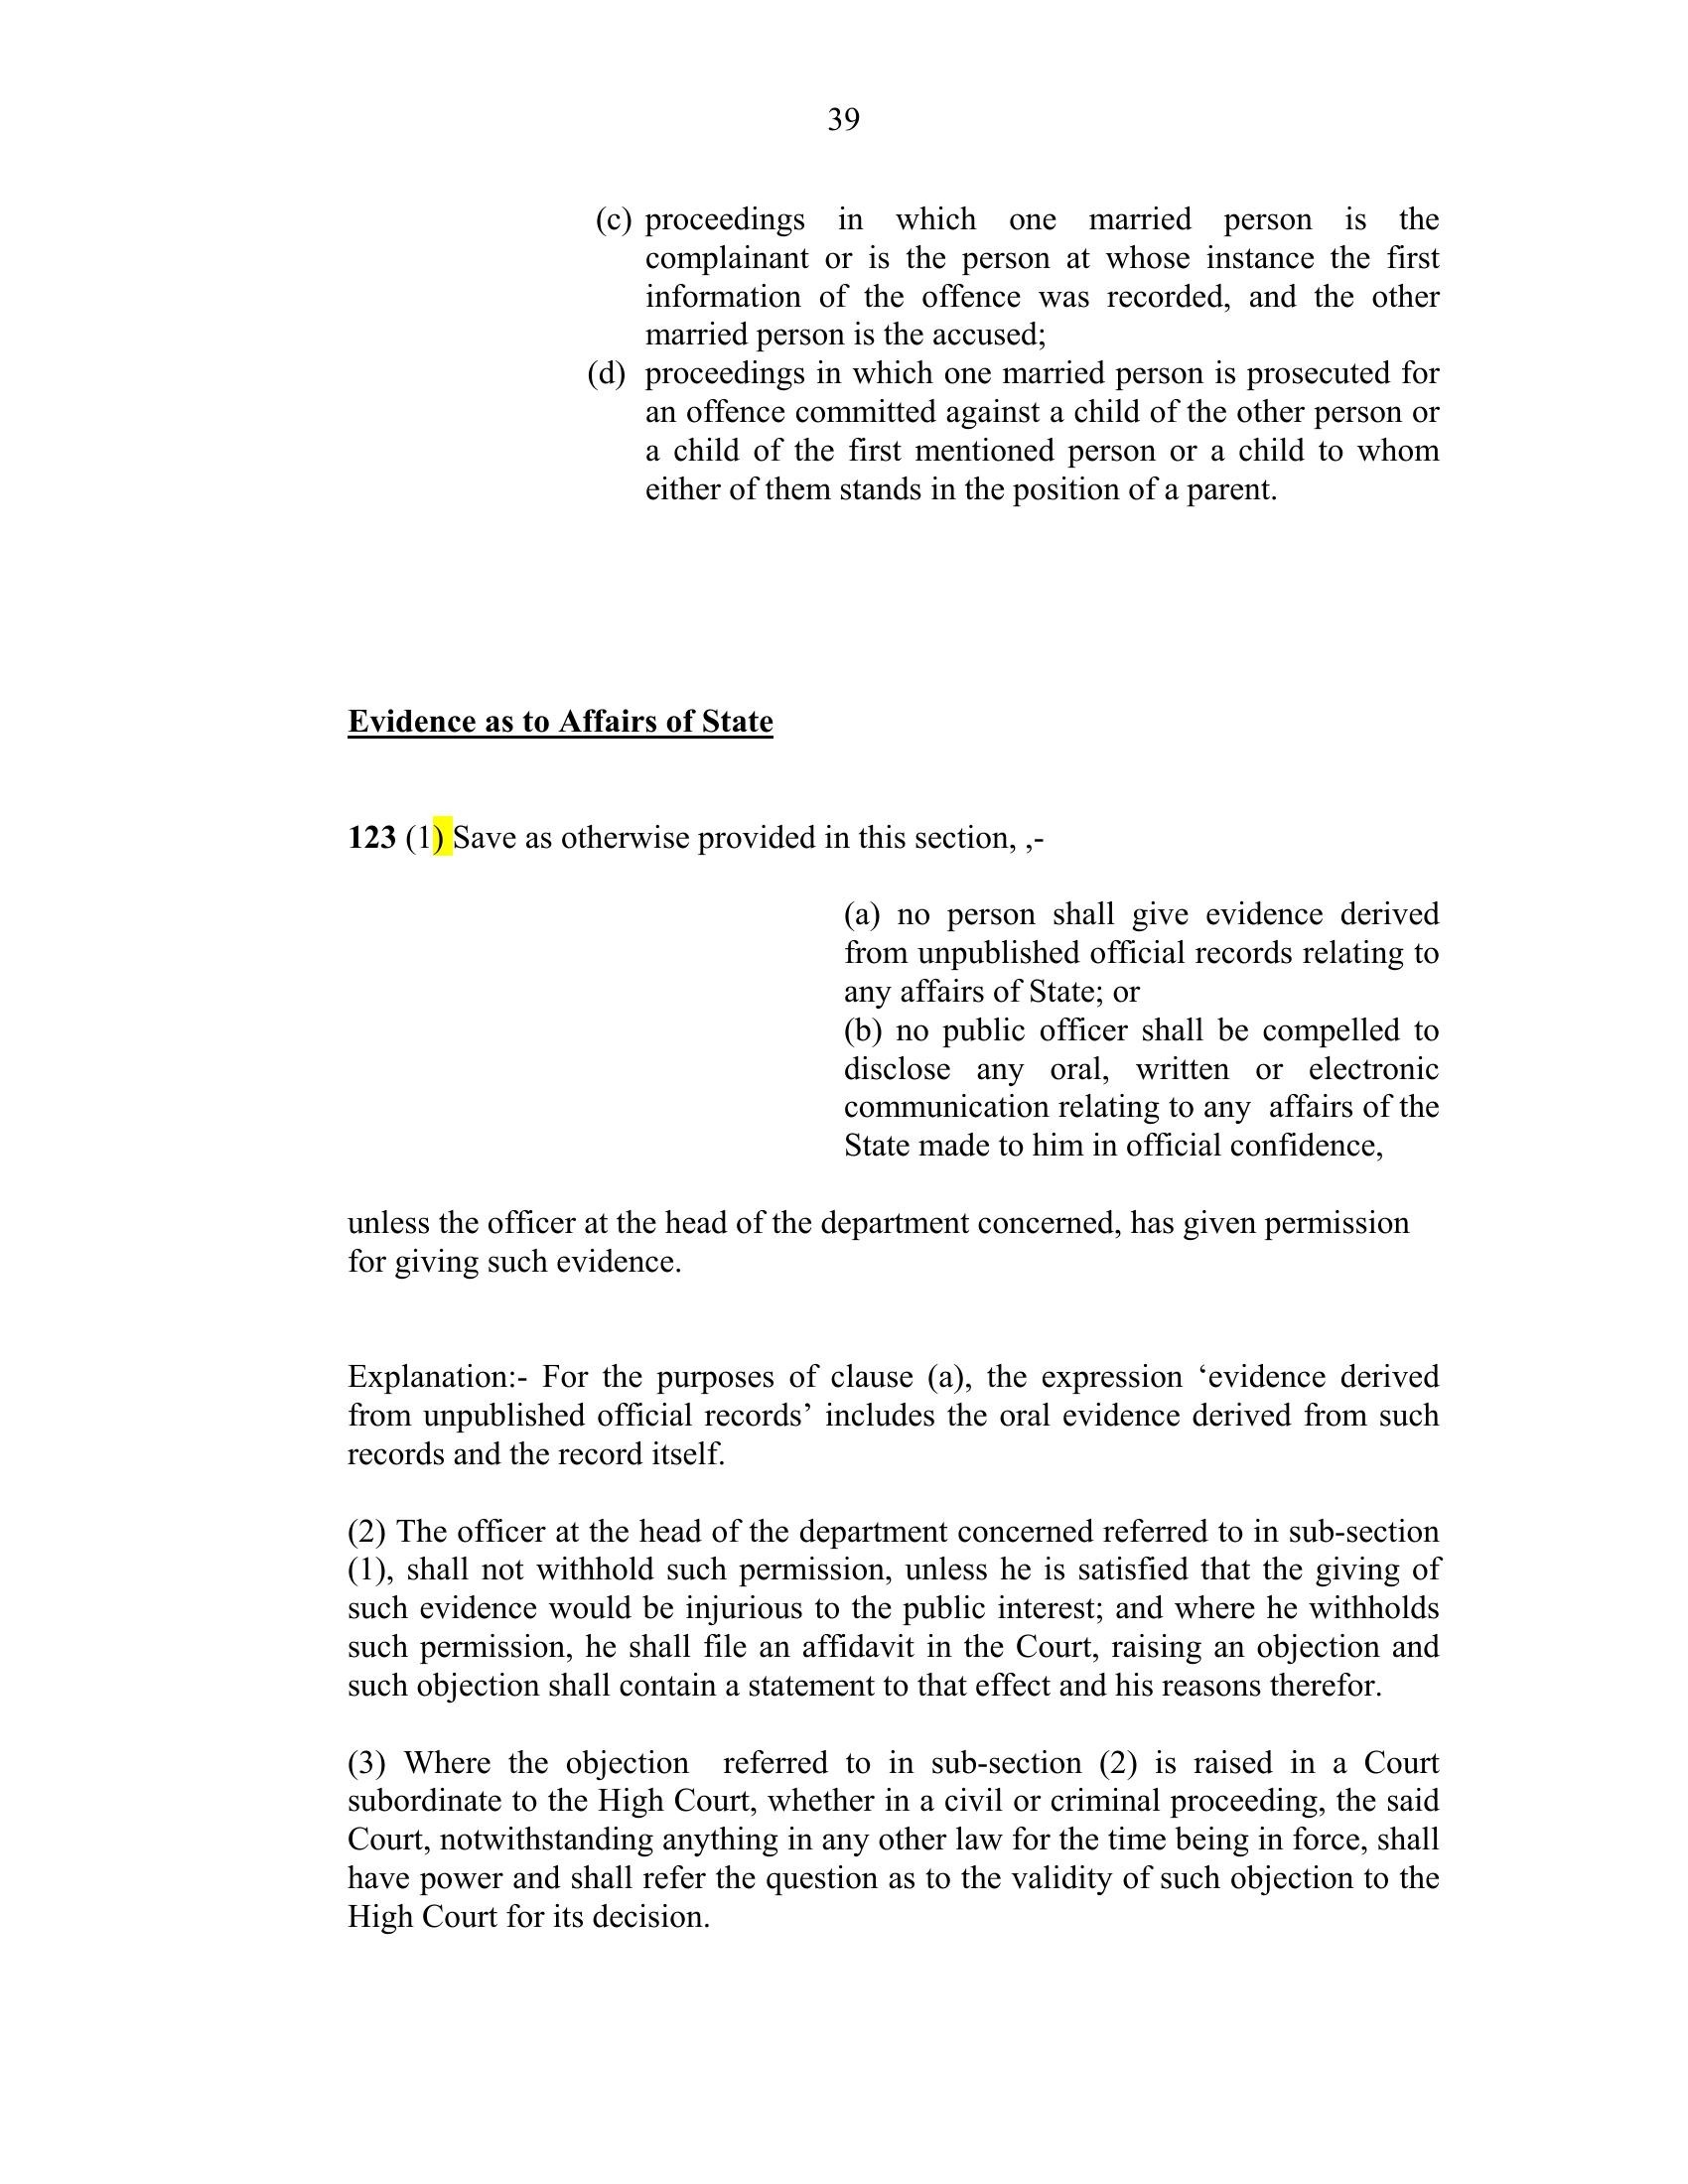 39
(c) proceedings in which one married person is the
complainant or is the person at whose instance the first
information of the offence was recorded, and the other
married person is the accused;
(d) proceedings in which one married person is prosecuted for
an offence committed against a child of the other person or
a child of the first mentioned person or a child to whom
either of them stands in the position of a parent.
Evidence as to Affairs of State
123 (1) Save as otherwise provided in this section, ,-
(a) no person shall give evidence derived
from unpublished official records relating to
any affairs of State; or
(b) no public officer shall be compelled to
disclose any oral, written or electronic
communication relating to any affairs of the
State made to him in official confidence,
unless the officer at the head of the department concerned, has given permission
for giving such evidence.
Explanation:- For the purposes of clause (a), the expression ‘evidence derived
from unpublished official records’ includes the oral evidence derived from such
records and the record itself.
(2) The officer at the head of the department concerned referred to in sub-section
(1), shall not withhold such permission, unless he is satisfied that the giving of
such evidence would be injurious to the public interest; and where he withholds
such permission, he shall file an affidavit in the Court, raising an objection and
such objection shall contain a statement to that effect and his reasons therefor.
(3) Where the objection referred to in sub-section (2) is raised in a Court
subordinate to the High Court, whether in a civil or criminal proceeding, the said
Court, notwithstanding anything in any other law for the time being in force, shall
have power and shall refer the question as to the validity of such objection to the
High Court for its decision.